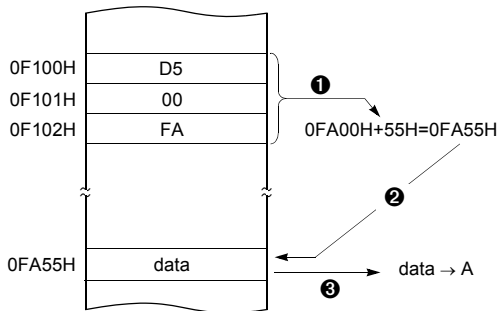 0F100H D5
0F101H 00
❶
0F102H FA 0FA00H+55H=0FA55H
❷
0FA55H data data → A
❸